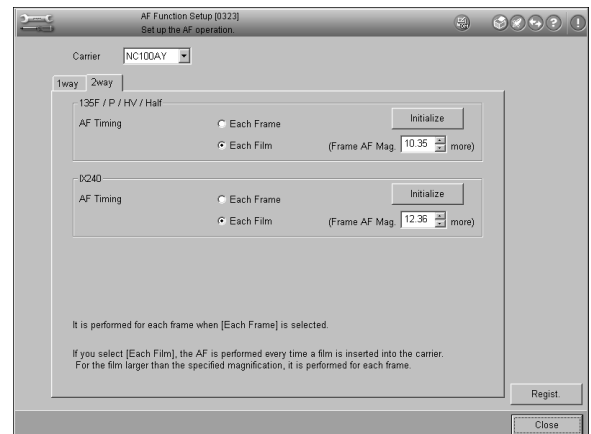 AF Function Setup [0323]
Set up the AF operation.
Carrier NC100AY
1way 2way
135F / P / HV / Half
AF Timing Each Frame Initialize
Each Film (Frame AF Mag. 10.35 more)
IX240
AF Timing Each Frame Initialize
Each Film (Frame AF Mag. 12.36 more)
It is performed for each frame when [Each Frame] is selected.
If you select [Each Film], the AF is performed every time a film is inserted into the carrier.
For the film larger than the specified magnification, it is performed for each frame.
Regist.
Close